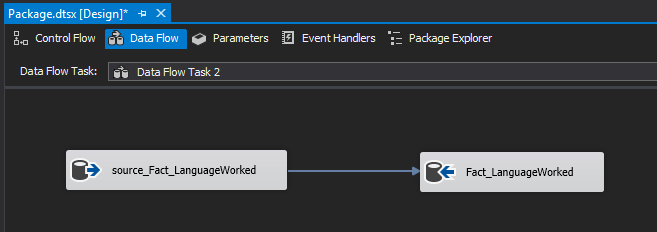 Package.dtsx [Design]*
Control Flow Data Flow Parameters Event Handlers Package Explorer
Data Flow Task: Data Flow Task 2
source_Fact_LanguageWorked Fact_LanguageWorked